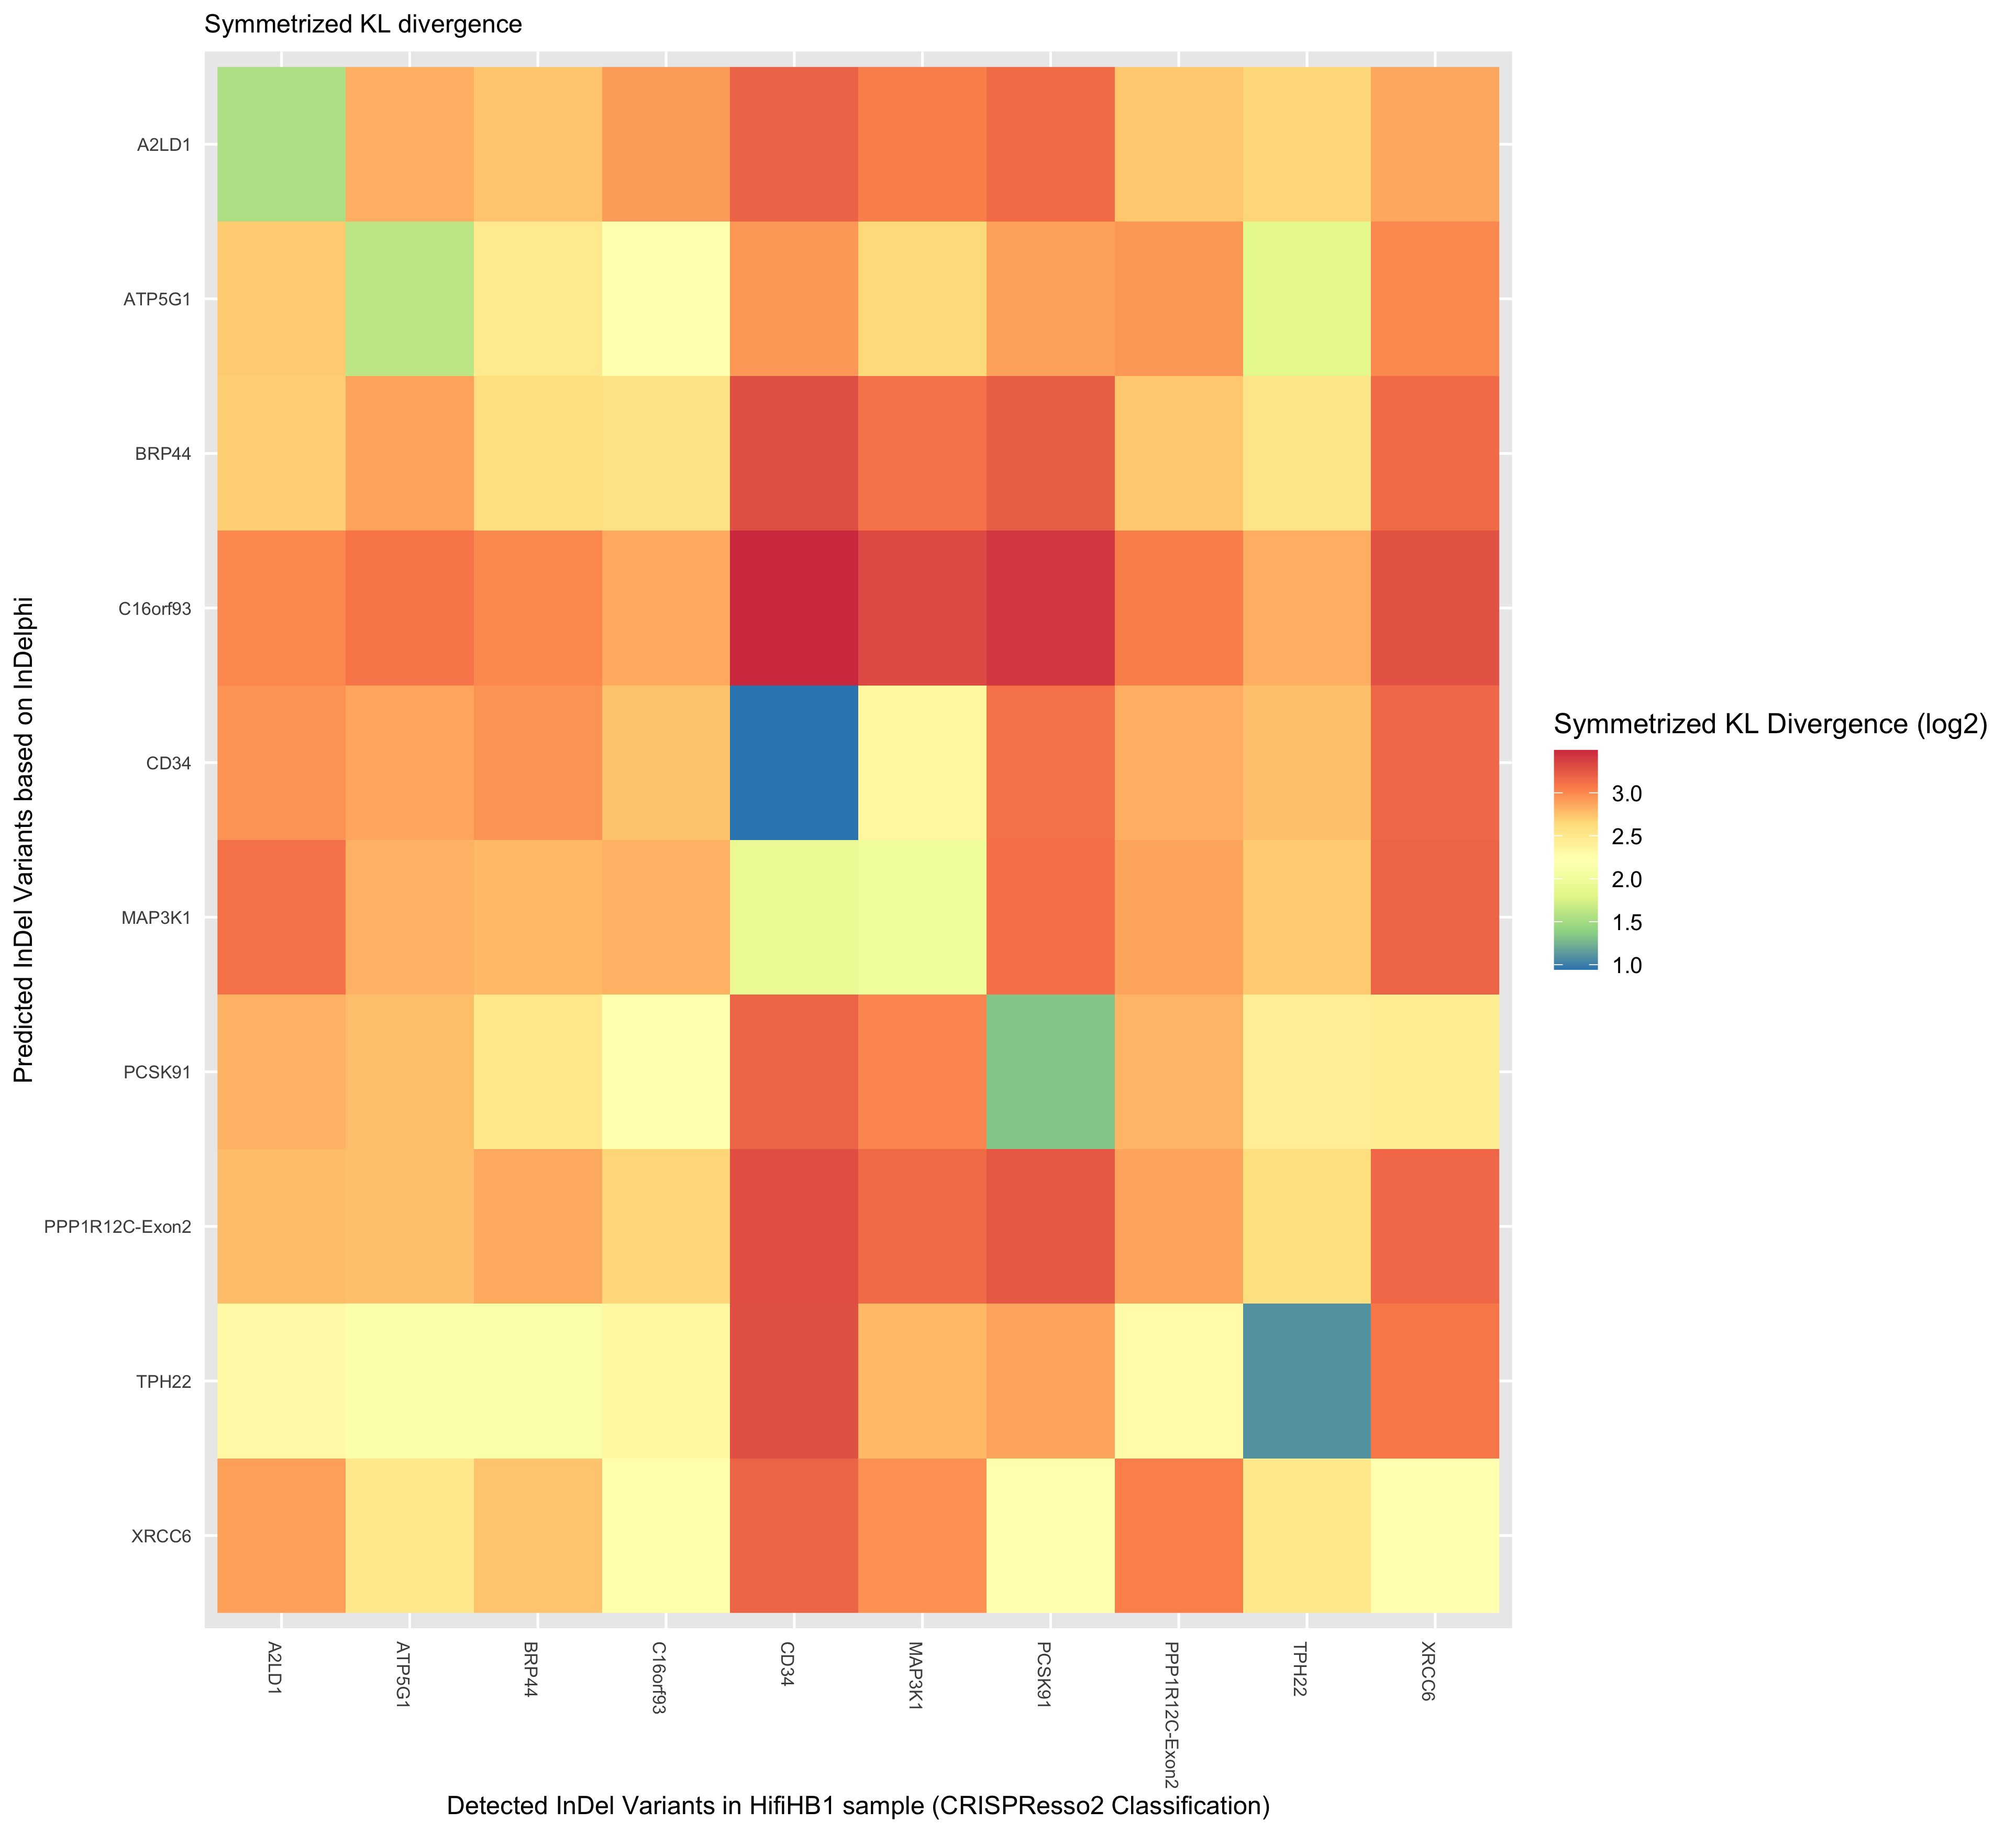 Symmetrized KL divergence
Predicted InDel Variants based on InDelphi
A2LD1
ATP5G1
BRP44
C16orf93
CD34
MAP3K1
PCSK91
PPP1R12C-Exon2
TPH22
XRCC6
A2LD1
ATP5G1
BRP44
C16orf93
CD34
MAP3K1
PCSK91
PPP1R12C-Exon2
TPH22
XRCC6
Detected InDel Variants in HifiHB1 sample (CRISPResso2 Classification)
Symmetrized KL Divergence (log2)
3.0
2.5
2.0
1.5
1.0